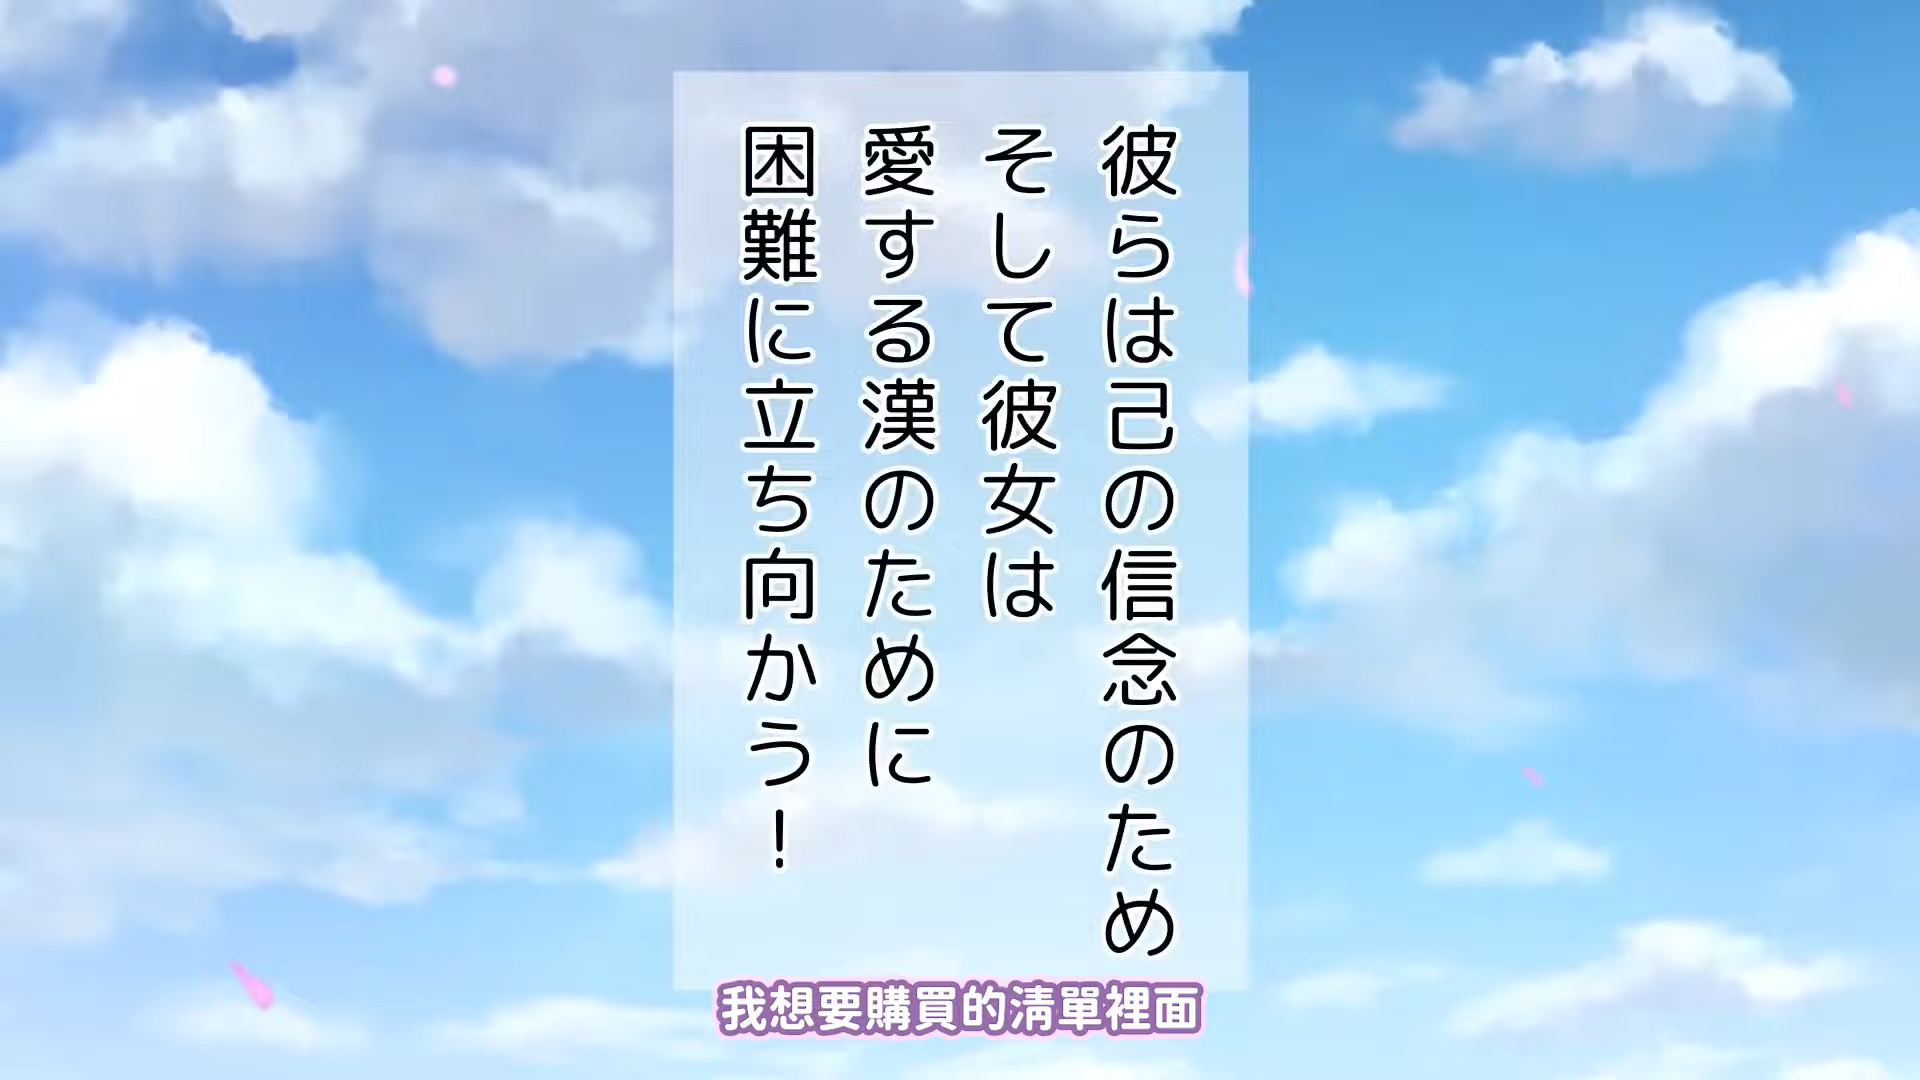 彼らは己の信念のため
そして彼女は
愛する漢のために
困難に立ち向かう！
我想要購買的清單裡面